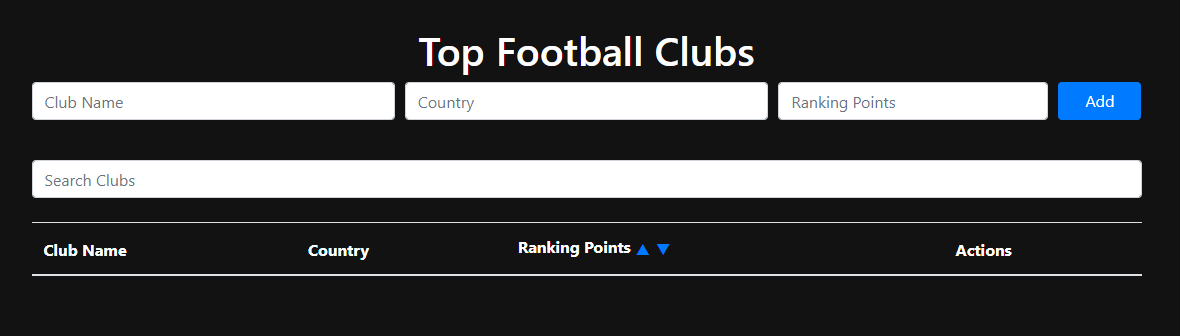 Top Football Clubs
Club Name Country Ranking Points Add
Search Clubs
Club Name Country Ranking Points ▲ ▼ Actions